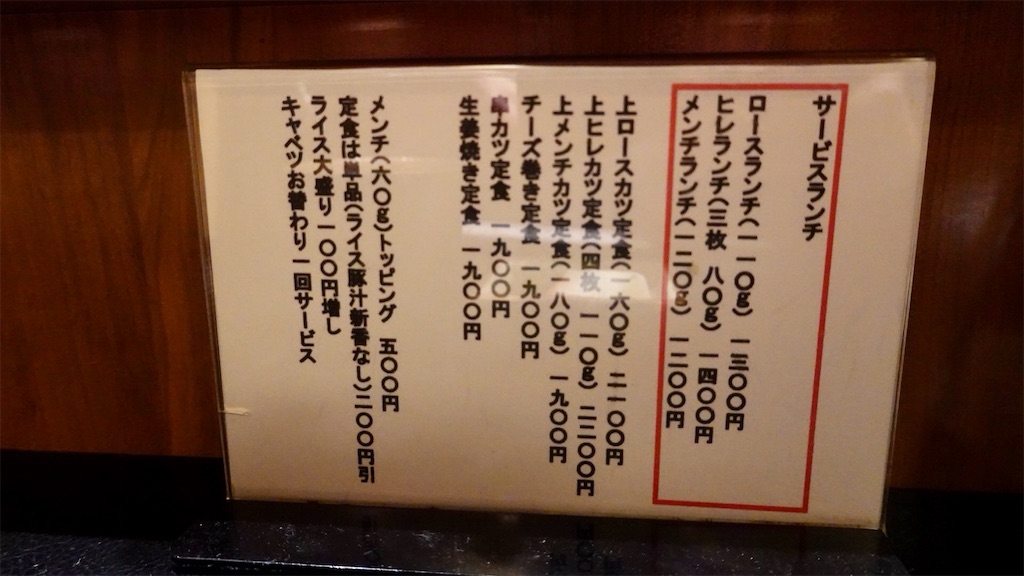 サービスランチ
ロースランチ(一一〇g) 一三〇〇円
ヒレランチ(三枚 八〇g) 一四〇〇円
メンチランチ(一二〇g) 一二〇〇円
上ロースカツ定食(一六〇g) 二一〇〇円
上ヒレカツ定食(四枚 一一〇g) 二二〇〇円
上メンチカツ定食(一八〇g) 一九〇〇円
チーズ巻き定食 一九〇〇円
串カツ定食 一九〇〇円
生姜焼き定食 一九〇〇円
メンチ(六〇g)トッピング 五〇〇円
定食は単品(ライス豚汁新香なし)二〇〇円引
ライス大盛り一〇〇円増し
キャベツお替わり一回サービス